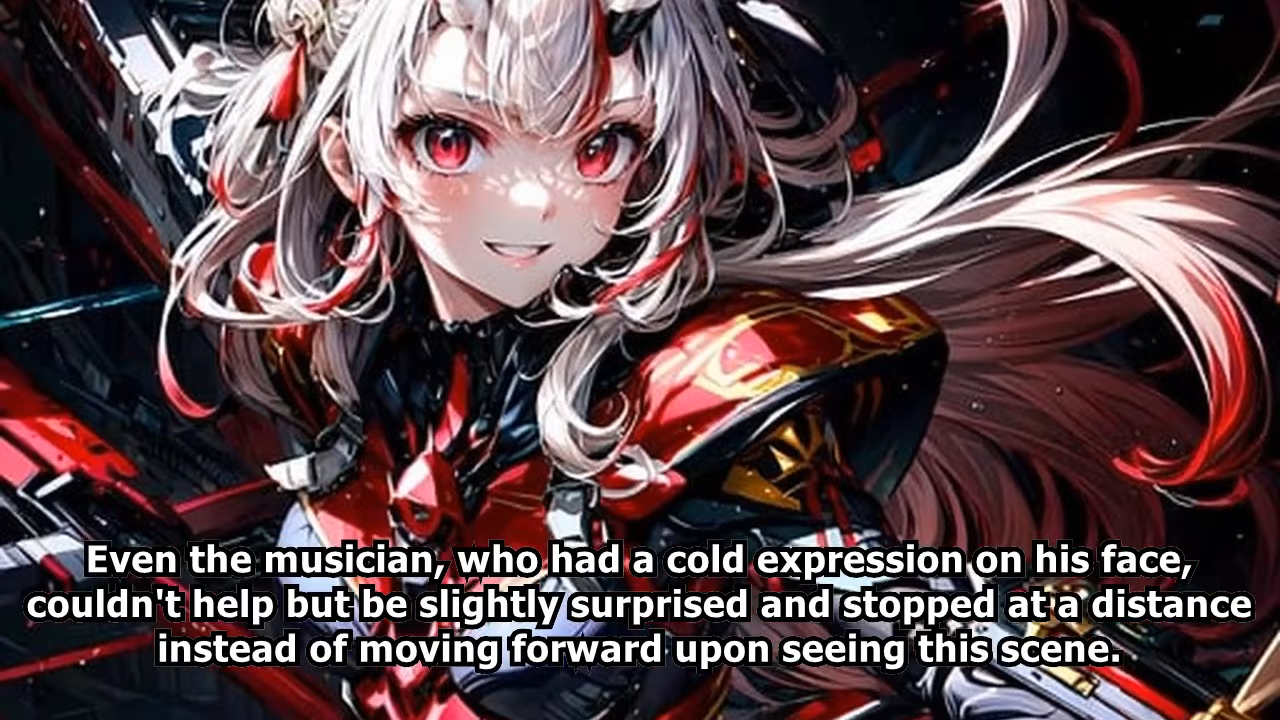 Even the musician, who had a cold expression on his face,
couldn't help but be slightly surprised and stopped at a distance
instead of moving forward upon seeing this scene.